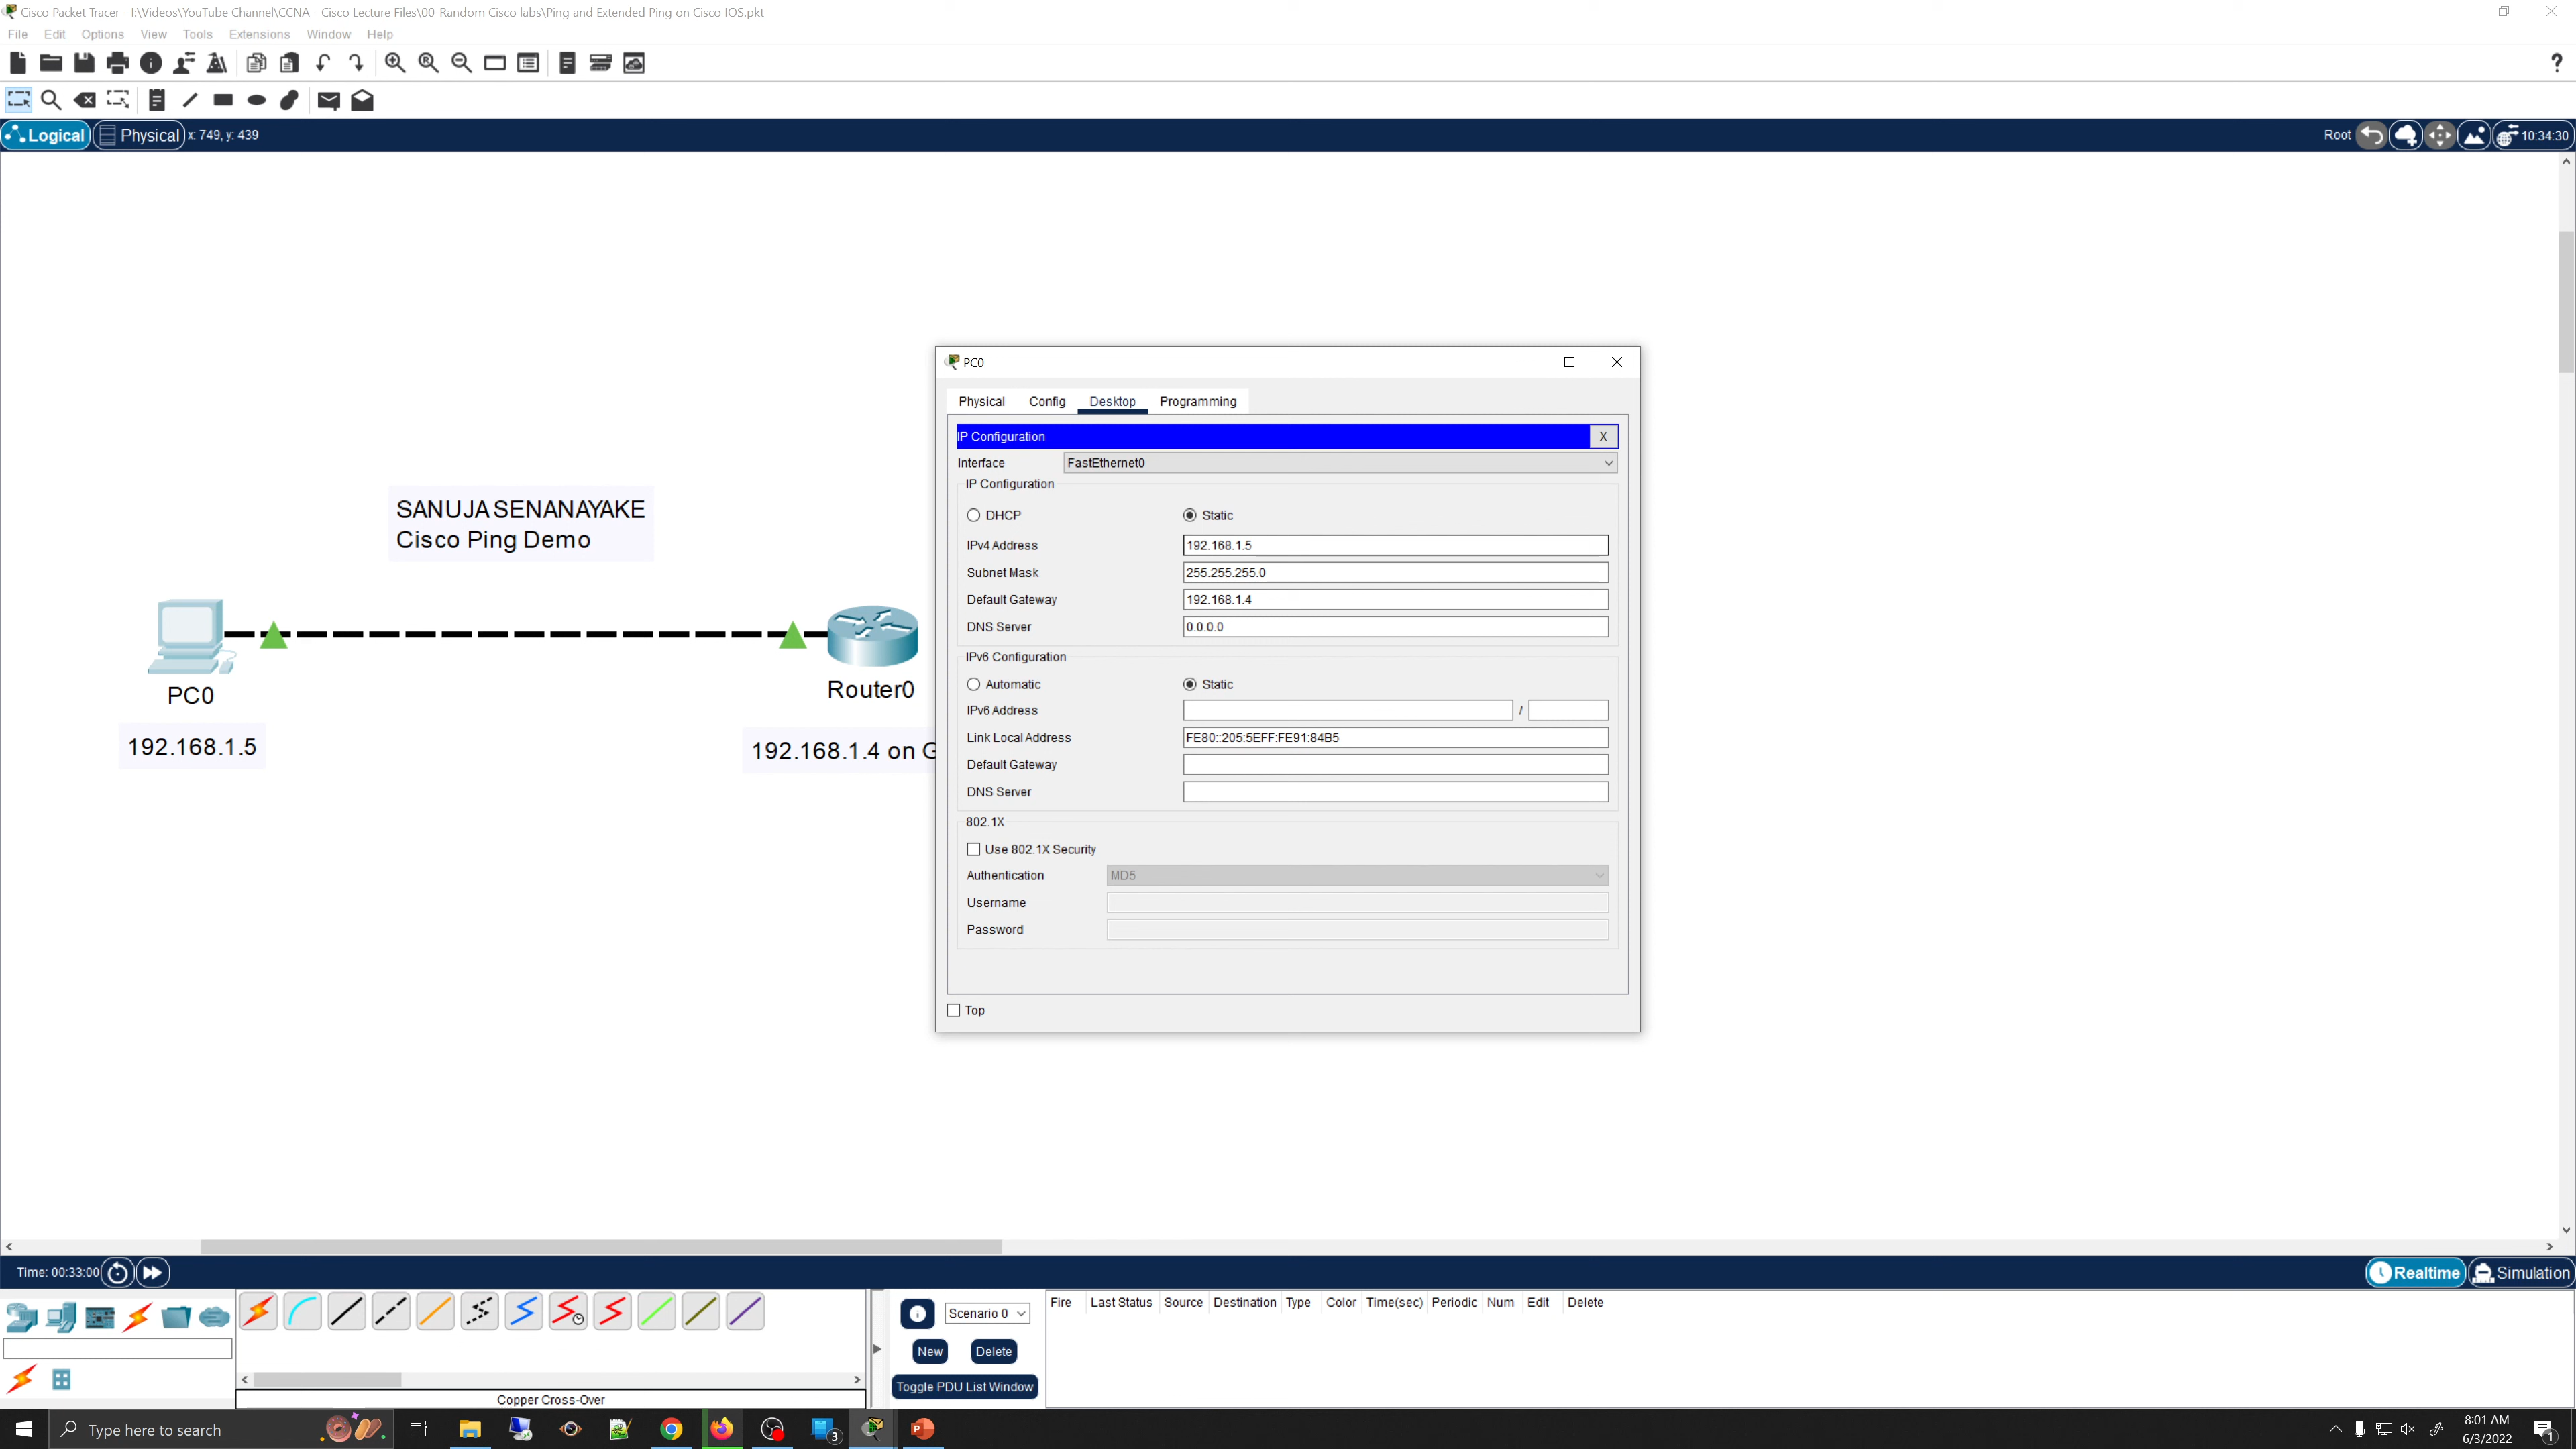 Cisco Packet Tracer - I:\Videos\YouTube Channel\CCNA - Cisco Lecture Files\00-Random Cisco labs\Ping and Extended Ping on Cisco IOS.pkt
File Edit Options View Tools Extensions Window Help
?
Logical Physical x: 749, y: 439 Root 10:34:30
PC0
Physical Config Desktop Programming
IP Configuration X
Interface FastEthernet0
IP Configuration
DHCP Static
IPv4 Address 192.168.1.5
Subnet Mask 255.255.255.0
Default Gateway 192.168.1.4
DNS Server 0.0.0.0
IPv6 Configuration
Automatic Static
IPv6 Address /
Link Local Address FE80::205:5EFF:FE91:84B5
Default Gateway
DNS Server
802.1X
Use 802.1X Security
Authentication MD5
Username
Password
Top
SANUJA SENANAYAKE
Cisco Ping Demo
PC0
192.168.1.5
Router0
192.168.1.4 on G
Time: 00:33:00 Realtime Simulation
Scenario 0
New Delete
Toggle PDU List Window
Fire Last Status Source Destination Type Color Time(sec) Periodic Num Edit Delete
Copper Cross-Over
Type here to search
3
8:01 AM
6/3/2022
1